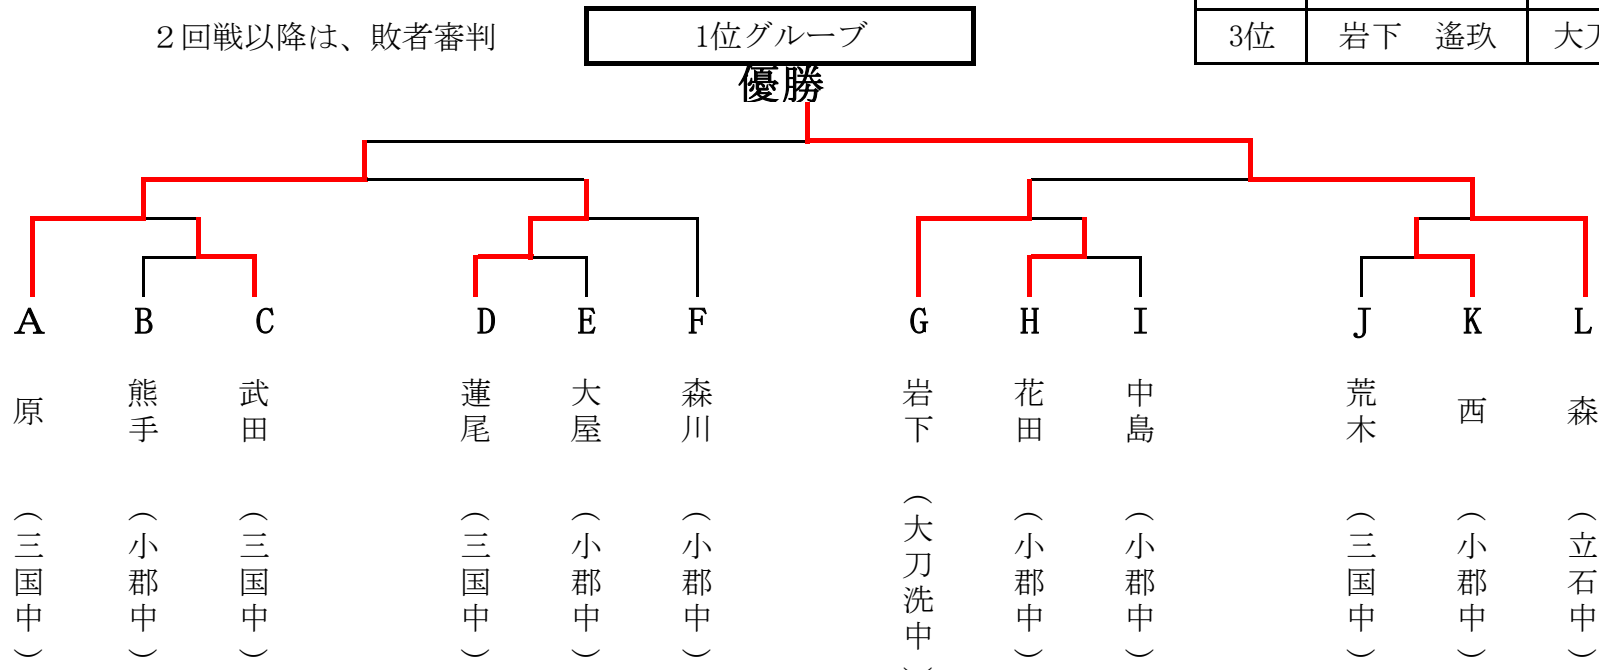 ２回戦以降は、敗者審判
1位グループ
3位 岩下 遙玖 大刀
優勝
A B C D E F G H I J K L
原
熊手
武田
蓮尾
大屋
森川
岩下
花田
中島
荒木
西
森
（三国中）
（小郡中）
（三国中）
（三国中）
（小郡中）
（小郡中）
（大刀洗中）
（小郡中）
（小郡中）
（三国中）
（小郡中）
（立石中）